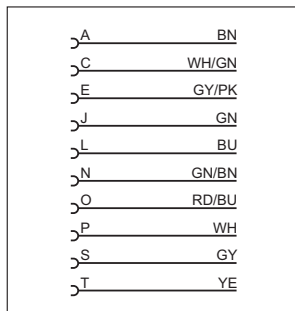 A BN
C WH/GN
E GY/PK
J GN
L BU
N GN/BN
O RD/BU
P WH
S GY
T YE